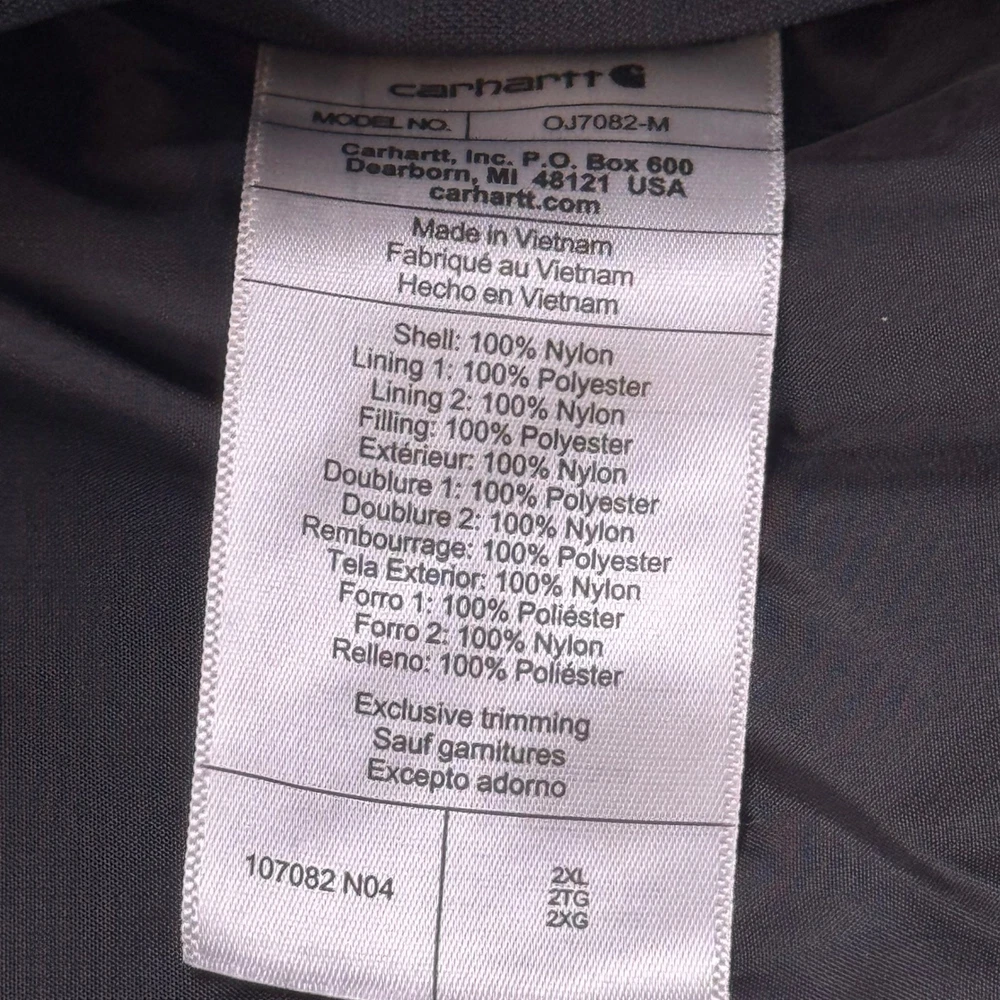 carhartt
MODEL NO. OJ7082-M
Carhartt, Inc. P.O. Box 600
Dearborn, MI 48121 USA
carhartt.com
Made in Vietnam
Fabriqué au Vietnam
Hecho en Vietnam
Shell: 100% Nylon
Lining 1: 100% Polyester
Lining 2: 100% Nylon
Filling: 100% Polyester
Extérieur: 100% Nylon
Doublure 1: 100% Polyester
Doublure 2: 100% Nylon
Rembourrage: 100% Polyester
Tela Exterior: 100% Nylon
Forro 1: 100% Poliéster
Forro 2: 100% Nylon
Relleno: 100% Poliéster
Exclusive trimming
Sauf garnitures
Excepto adorno
107082 N04
2XL
2TG
2XG